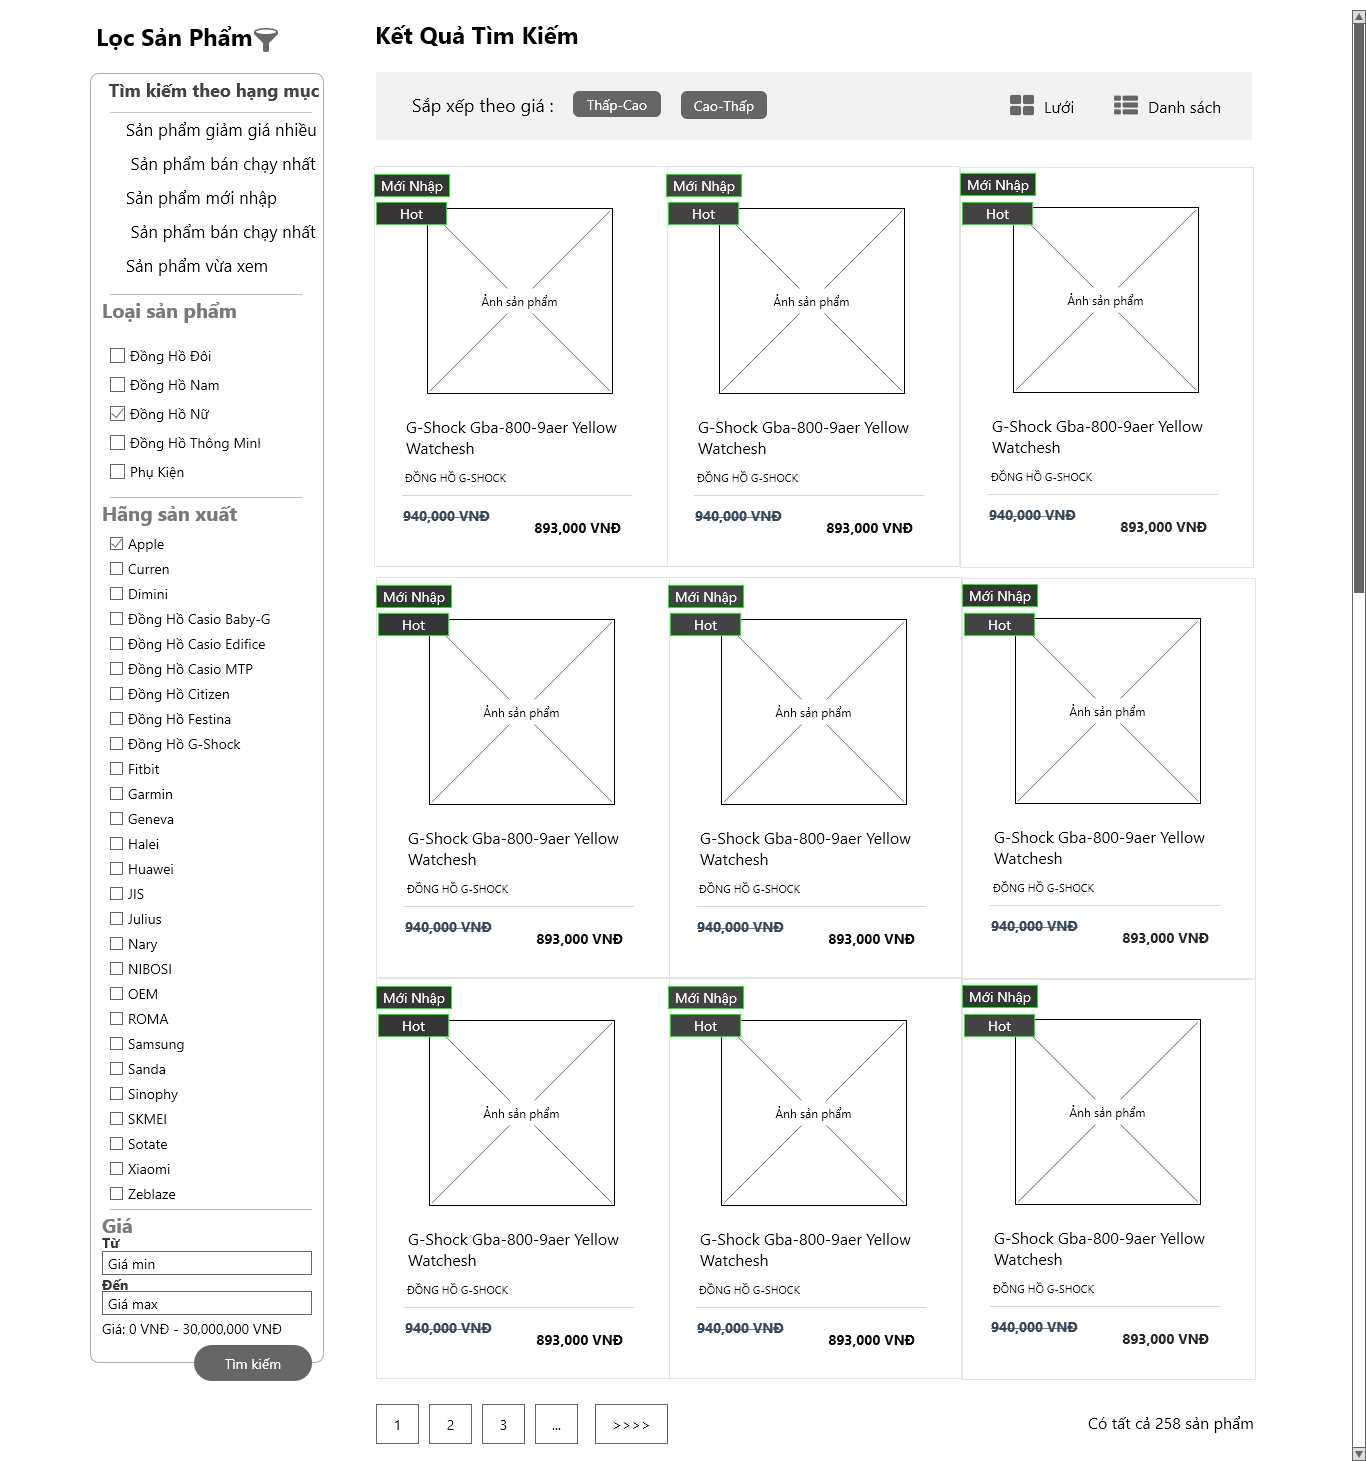 Lọc Sản Phẩm
Tìm kiếm theo hạng mục
Sản phẩm giảm giá nhiều
Sản phẩm bán chạy nhất
Sản phẩm mới nhập
Sản phẩm bán chạy nhất
Sản phẩm vừa xem
Loại sản phẩm
Đồng Hồ Đôi
Đồng Hồ Nam
Đồng Hồ Nữ
Đồng Hồ Thông Minh
Phụ Kiện
Hãng sản xuất
Apple
Curren
Dimini
Đồng Hồ Casio Baby-G
Đồng Hồ Casio Edifice
Đồng Hồ Casio MTP
Đồng Hồ Citizen
Đồng Hồ Festina
Đồng Hồ G-Shock
Fitbit
Garmin
Geneva
Halei
Huawei
JIS
Julius
Nary
NIBOSI
OEM
ROMA
Samsung
Sanda
Sinophy
SKMEI
Sotate
Xiaomi
Zeblaze
Giá
Từ
Giá min
Đến
Giá max
Giá: 0 VNĐ - 30,000,000 VNĐ
Tìm kiếm
Kết Quả Tìm Kiếm
Sắp xếp theo giá : Thấp-Cao Cao-Thấp Lưới Danh sách
Mới Nhập
Hot
Ảnh sản phẩm
G-Shock Gba-800-9aer Yellow
Watchesh
ĐỒNG HỒ G-SHOCK
940,000 VNĐ
893,000 VNĐ
Mới Nhập
Hot
Ảnh sản phẩm
G-Shock Gba-800-9aer Yellow
Watchesh
ĐỒNG HỒ G-SHOCK
940,000 VNĐ
893,000 VNĐ
Mới Nhập
Hot
Ảnh sản phẩm
G-Shock Gba-800-9aer Yellow
Watchesh
ĐỒNG HỒ G-SHOCK
940,000 VNĐ
893,000 VNĐ
Mới Nhập
Hot
Ảnh sản phẩm
G-Shock Gba-800-9aer Yellow
Watchesh
ĐỒNG HỒ G-SHOCK
940,000 VNĐ
893,000 VNĐ
Mới Nhập
Hot
Ảnh sản phẩm
G-Shock Gba-800-9aer Yellow
Watchesh
ĐỒNG HỒ G-SHOCK
940,000 VNĐ
893,000 VNĐ
Mới Nhập
Hot
Ảnh sản phẩm
G-Shock Gba-800-9aer Yellow
Watchesh
ĐỒNG HỒ G-SHOCK
940,000 VNĐ
893,000 VNĐ
Mới Nhập
Hot
Ảnh sản phẩm
G-Shock Gba-800-9aer Yellow
Watchesh
ĐỒNG HỒ G-SHOCK
940,000 VNĐ
893,000 VNĐ
Mới Nhập
Hot
Ảnh sản phẩm
G-Shock Gba-800-9aer Yellow
Watchesh
ĐỒNG HỒ G-SHOCK
940,000 VNĐ
893,000 VNĐ
Mới Nhập
Hot
Ảnh sản phẩm
G-Shock Gba-800-9aer Yellow
Watchesh
ĐỒNG HỒ G-SHOCK
940,000 VNĐ
893,000 VNĐ
1 2 3 ... >>>> Có tất cả 258 sản phẩm